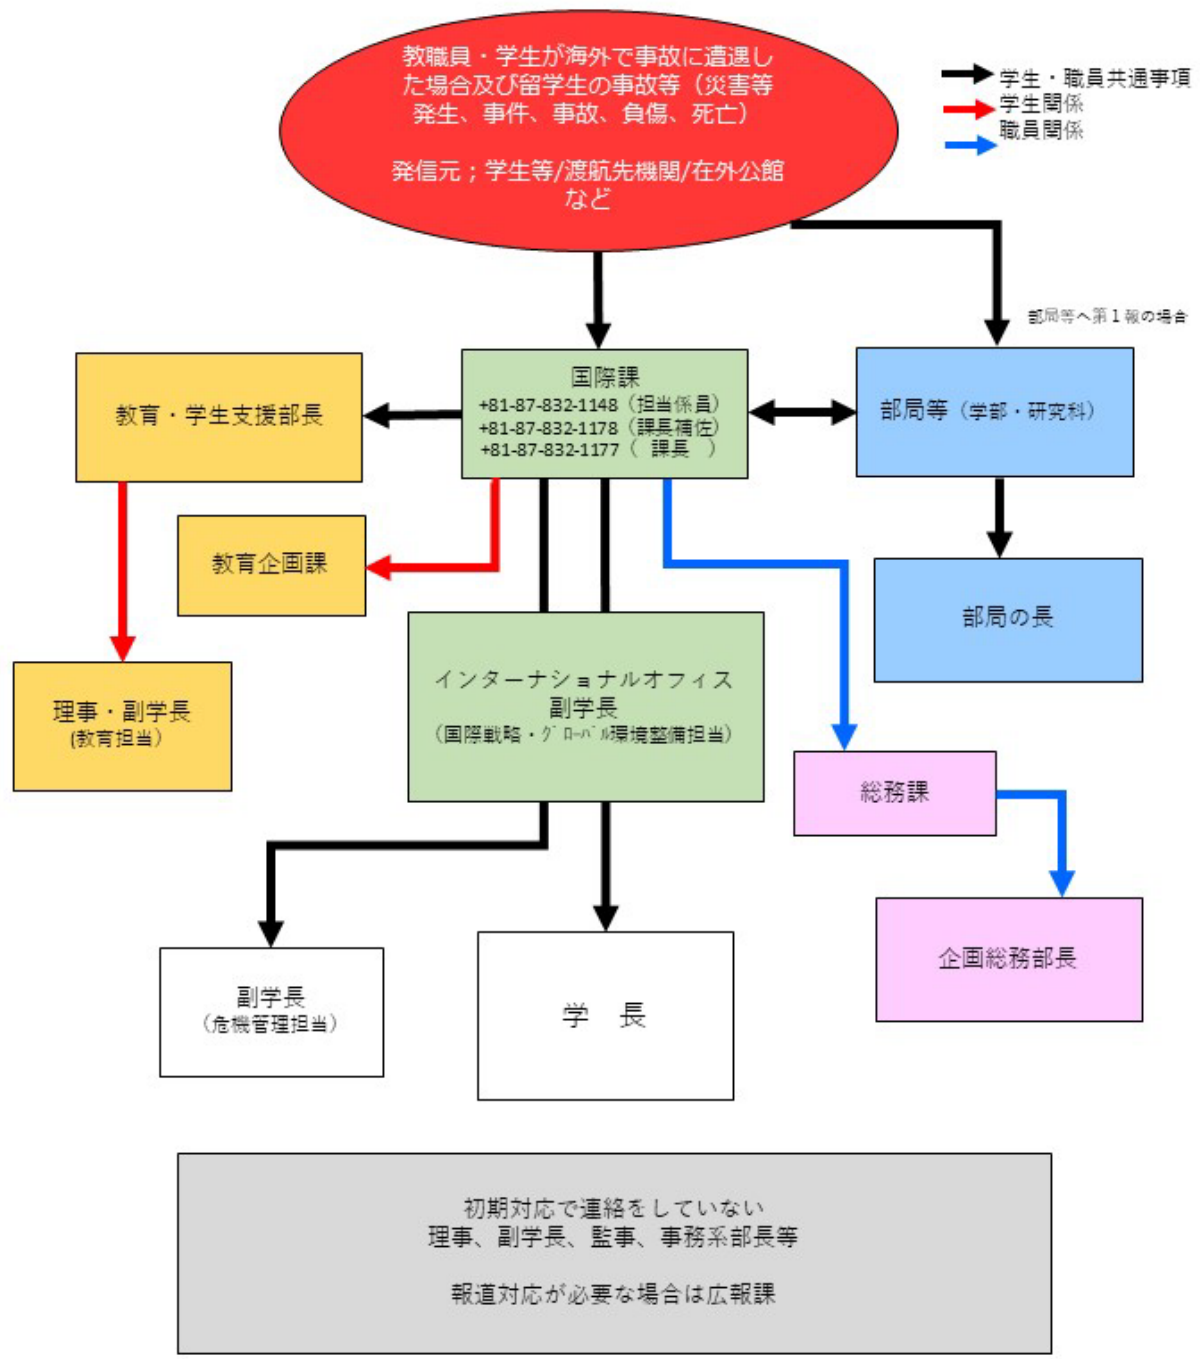 教職員・学生が海外で事故に遭遇し
た場合及び留学生の事故等（災害等
発生、事件、事故、負傷、死亡）
発信元；学生等/渡航先機関/在外公館
など
学生・職員共通事項
学生関係
職員関係
部局等へ第１報の場合
教育・学生支援部長
国際課
+81-87-832-1148（担当係員）
+81-87-832-1178（課長補佐）
+81-87-832-1177（　課長　）
部局等（学部・研究科）
教育企画課
部局の長
理事・副学長
(教育担当）
インターナショナルオフィス
副学長
（国際戦略・ｸﾞﾛｰﾊﾞﾙ環境整備担当）
総務課
企画総務部長
副学長
（危機管理担当）
学　長
初期対応で連絡をしていない
理事、副学長、監事、事務系部長等
報道対応が必要な場合は広報課